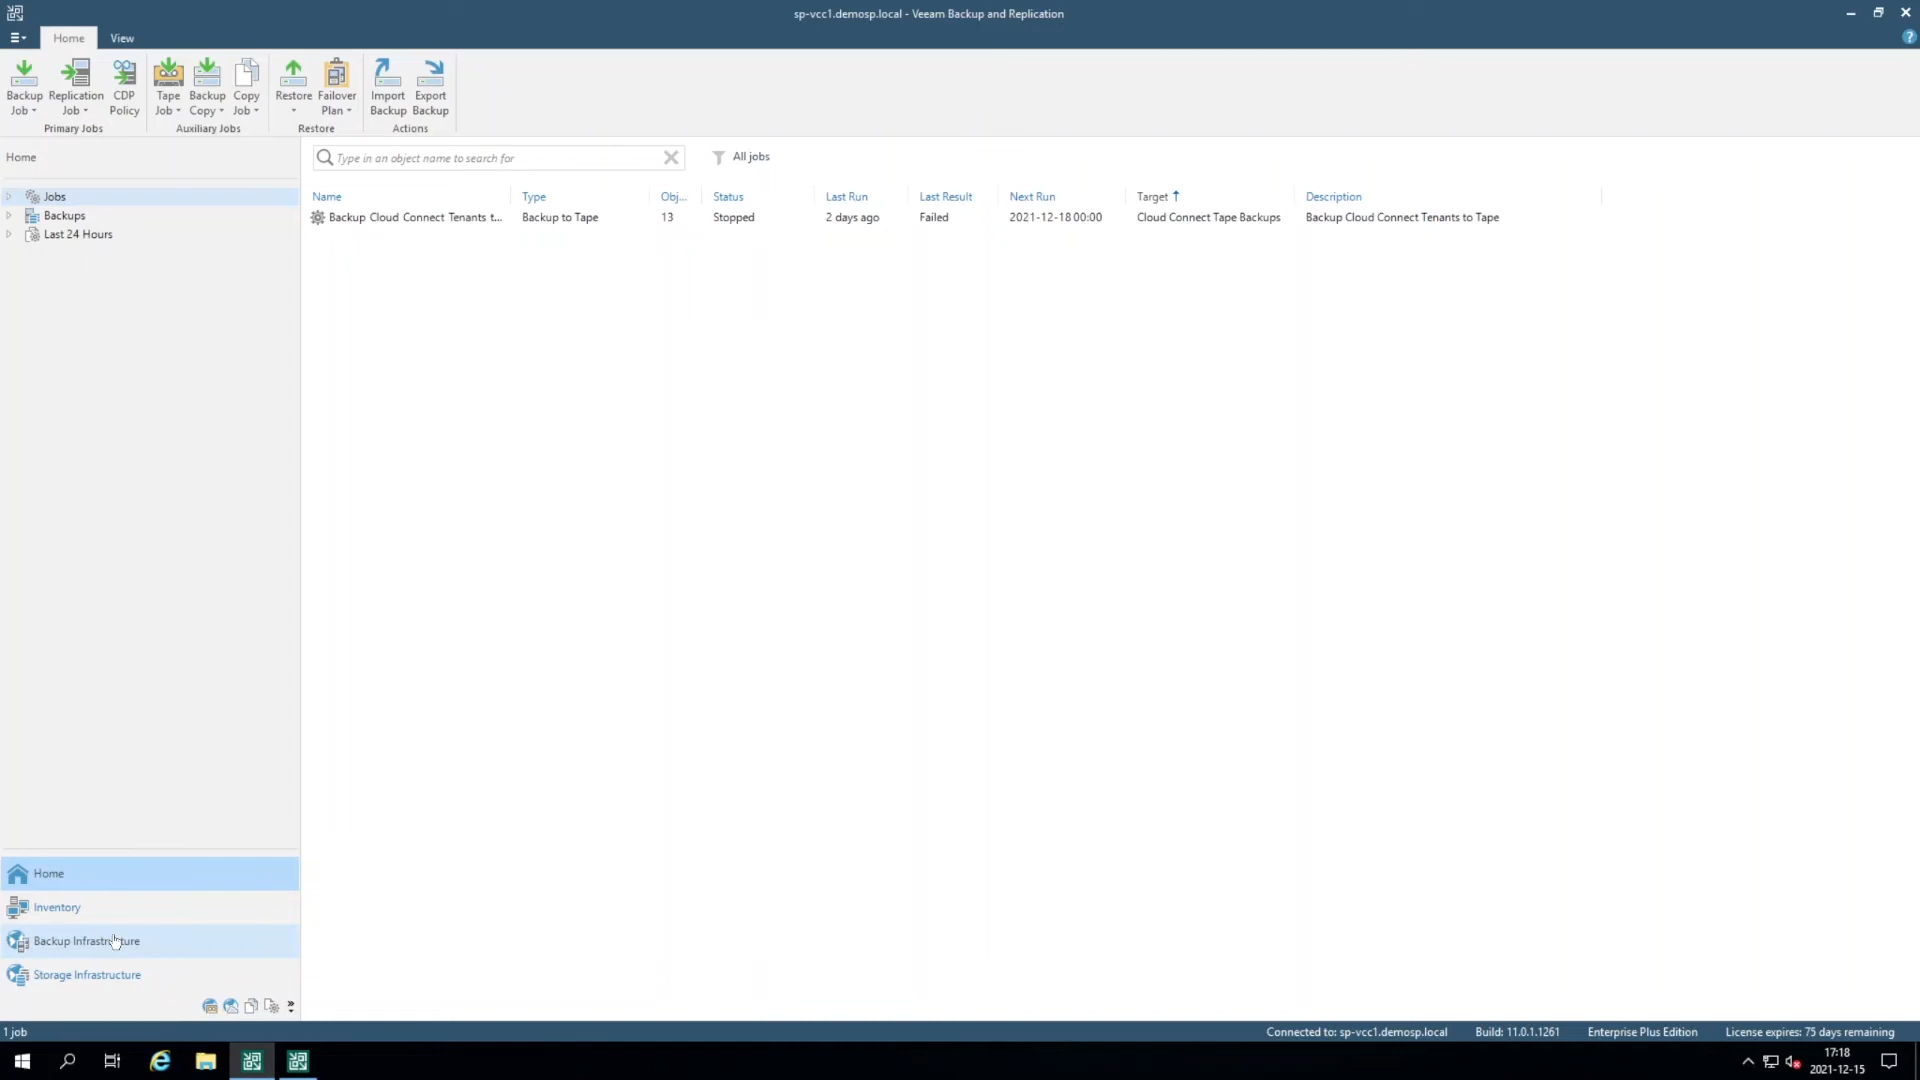 sp-vcc1.demosp.local - Veeam Backup and Replication
Home View
Backup Job
Replication Job
CDP Policy
Tape Job
Backup Copy
Copy Job
Restore
Failover Plan
Import Backup
Export Backup
Primary Jobs
Auxiliary Jobs
Restore
Actions
Home
Type in an object name to search for
All jobs
Jobs
Backups
Last 24 Hours
Name Type Obj... Status Last Run Last Result Next Run Target Description
Backup Cloud Connect Tenants t... Backup to Tape 13 Stopped 2 days ago Failed 2021-12-18 00:00 Cloud Connect Tape Backups Backup Cloud Connect Tenants to Tape
Home
Inventory
Backup Infrastructure
Storage Infrastructure
1 job
Connected to: sp-vcc1.demosp.local Build: 11.0.1.1261 Enterprise Plus Edition License expires: 75 days remaining
17:18
2021-12-15